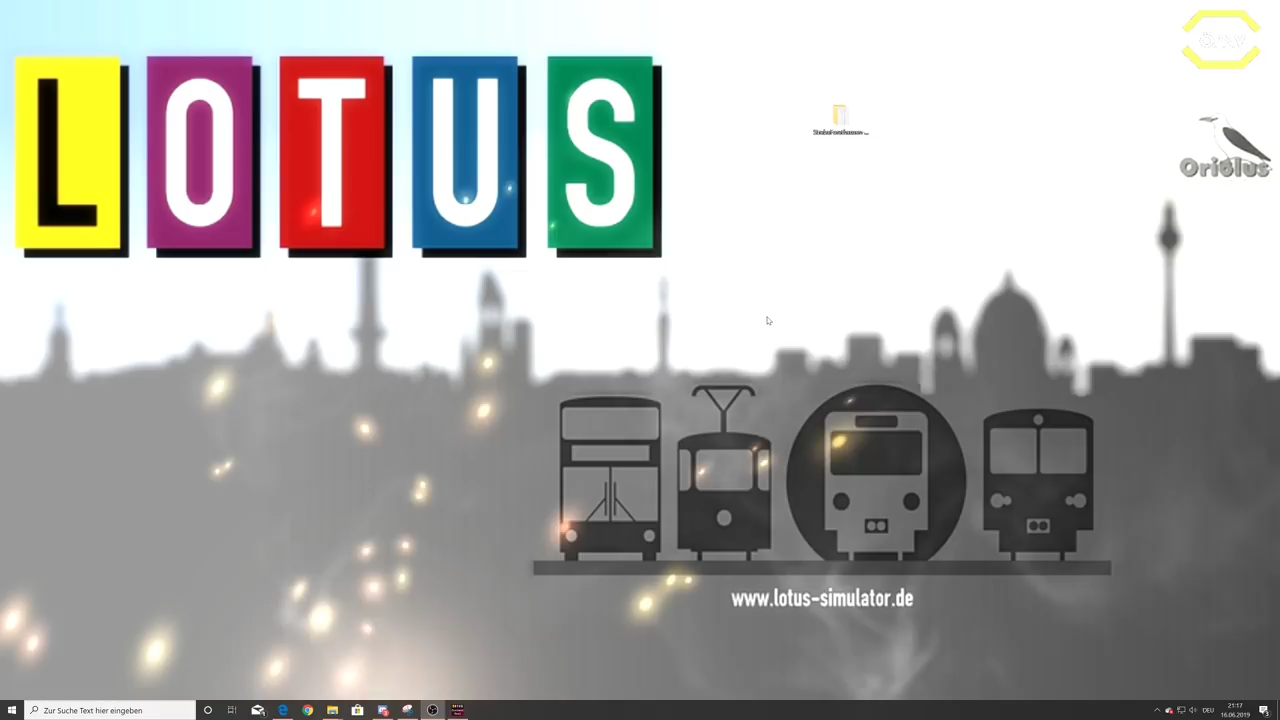 LOTUS
Oriolus
www.lotus-simulator.de
Zur Suche Text hier eingeben
DEU
21:17
16.06.2019